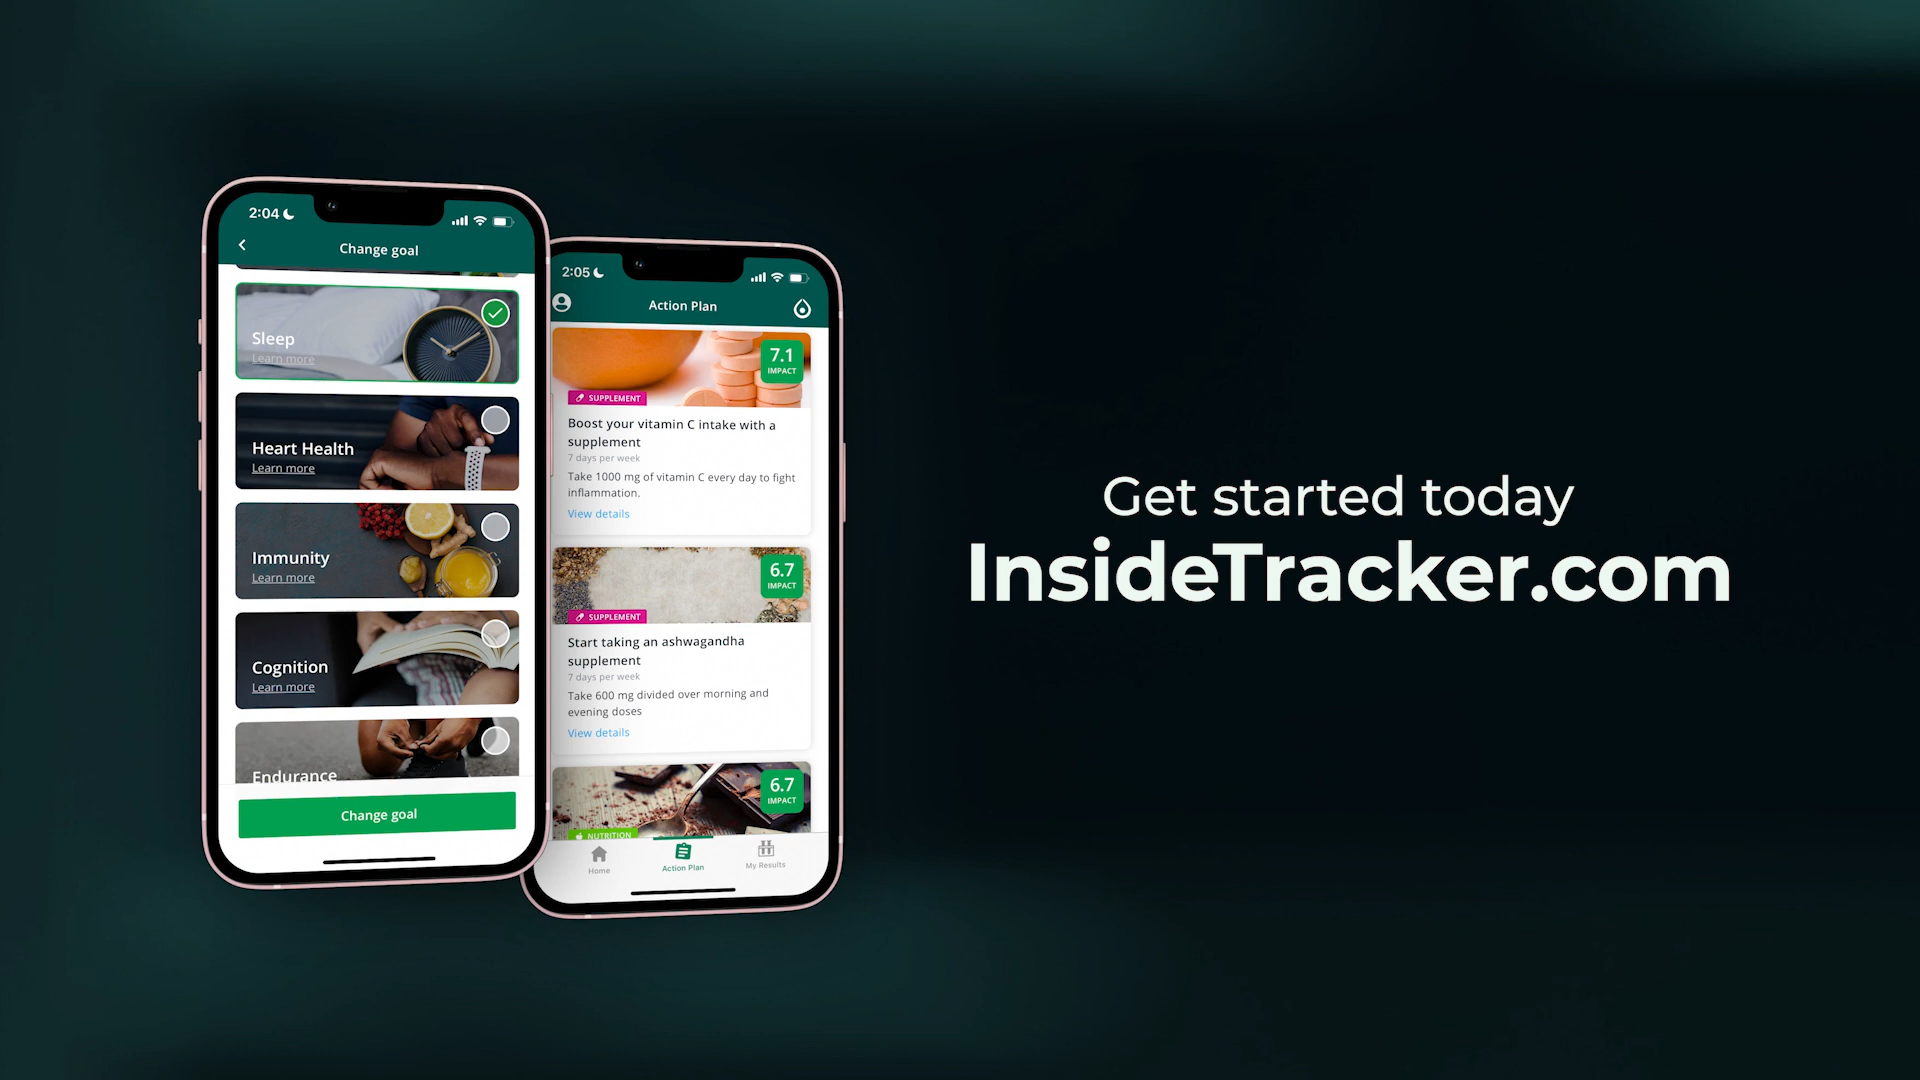 2:04
Change goal
Sleep
Learn more
Heart Health
Learn more
Immunity
Learn more
Cognition
Learn more
Endurance
Change goal
2:05
Action Plan
7.1
IMPACT
SUPPLEMENT
Boost your vitamin C intake with a
supplement
7 days per week
Take 1000 mg of vitamin C every day to fight
inflammation.
View details
6.7
IMPACT
SUPPLEMENT
Start taking an ashwagandha
supplement
7 days per week
Take 600 mg divided over morning and
evening doses
View details
6.7
IMPACT
NUTRITION
Home
Action Plan
My Results
Get started today
InsideTracker.com